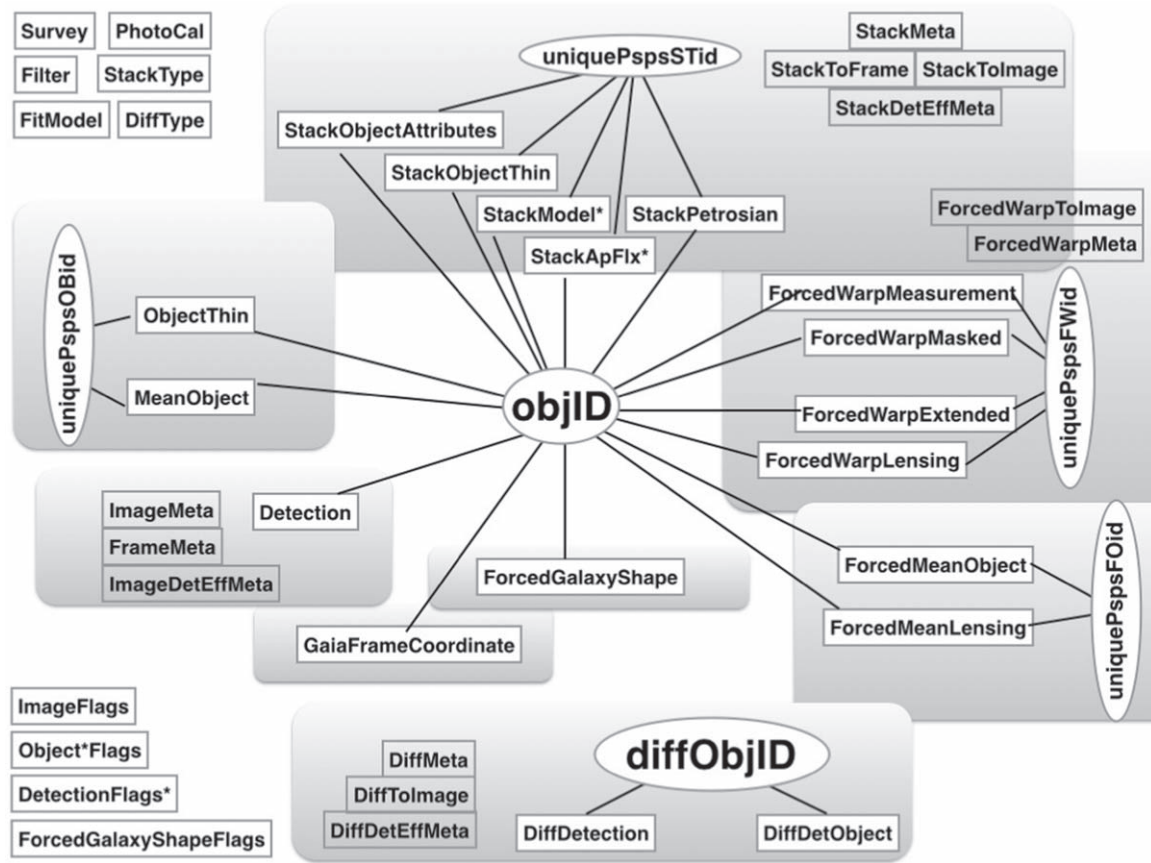 Survey
PhotoCal
Filter
StackType
FitModel
DiffType
uniquePspsSTid
StackMeta
StackToFrame
StackToImage
StackDetEffMeta
StackObjectAttributes
StackObjectThin
StackModel*
StackPetrosian
StackApFlx*
ForcedWarpToImage
ForcedWarpMeta
uniquePspsOBid
ObjectThin
MeanObject
objID
ForcedWarpMeasurement
ForcedWarpMasked
ForcedWarpExtended
ForcedWarpLensing
uniquePspsFWid
ImageMeta
FrameMeta
ImageDetEffMeta
Detection
ForcedGalaxyShape
GaiaFrameCoordinate
ForcedMeanObject
ForcedMeanLensing
uniquePspsFOid
ImageFlags
Object*Flags
DetectionFlags*
ForcedGalaxyShapeFlags
DiffMeta
DiffToImage
DiffDetEffMeta
diffObjID
DiffDetection
DiffDetObject